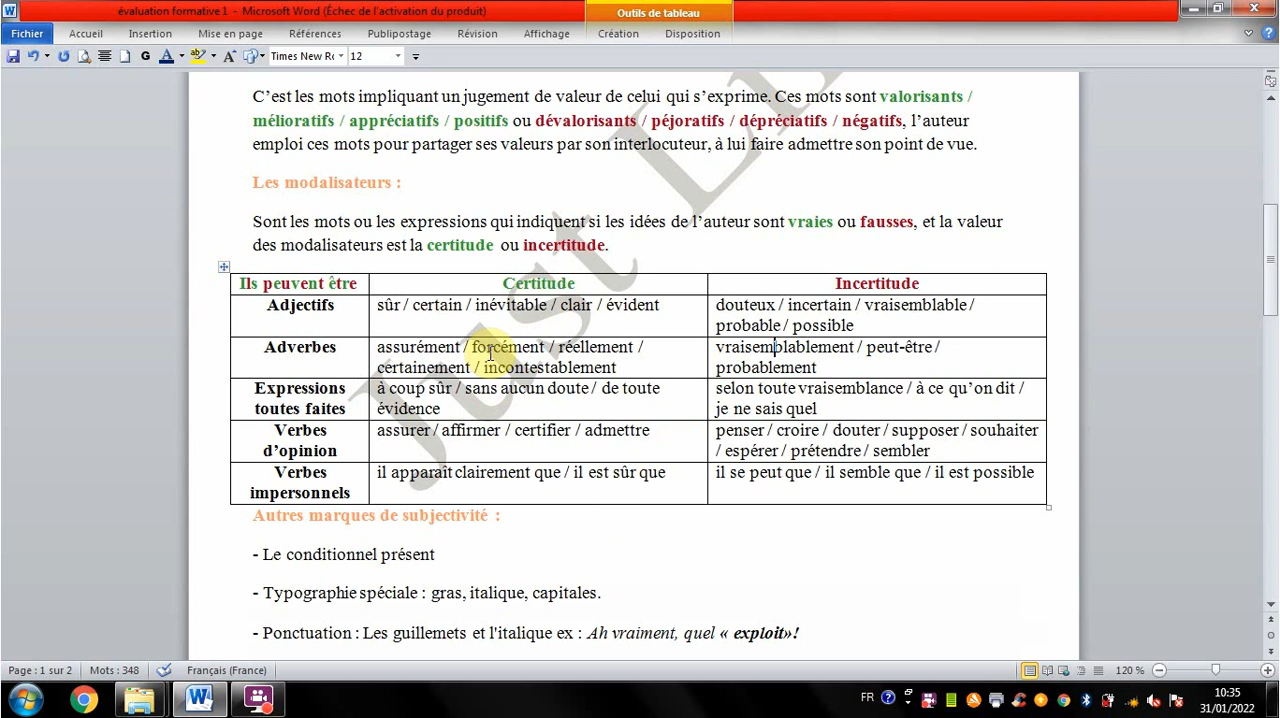 évaluation formative 1 - Microsoft Word (Échec de l'activation du produit)
Outils de tableau
Fichier Accueil Insertion Mise en page Références Publipostage Révision Affichage Création Disposition
G A Times New Ro 12
C'est les mots impliquant un jugement de valeur de celui qui s'exprime. Ces mots sont valorisants /
mélioratifs / appréciatifs / positifs ou dévalorisants / péjoratifs / dépréciatifs / négatifs, l'auteur
emploi ces mots pour partager ses valeurs par son interlocuteur, à lui faire admettre son point de vue.
Les modalisateurs :
Sont les mots ou les expressions qui indiquent si les idées de l'auteur sont vraies ou fausses, et la valeur
des modalisateurs est la certitude ou incertitude.
Ils peuvent être Certitude Incertitude
Adjectifs sûr / certain / inévitable / clair / évident douteux / incertain / vraisemblable /
probable / possible
Adverbes assurément / forcément / réellement / vraisemblablement / peut-être /
certainement / incontestablement probablement
Expressions à coup sûr / sans aucun doute / de toute selon toute vraisemblance / à ce qu'on dit /
toutes faites évidence je ne sais quel
Verbes assurer / affirmer / certifier / admettre penser / croire / douter / supposer / souhaiter
d'opinion / espérer / prétendre / sembler
Verbes il apparaît clairement que / il est sûr que il se peut que / il semble que / il est possible
impersonnels
Autres marques de subjectivité :
- Le conditionnel présent
- Typographie spéciale : gras, italique, capitales.
- Ponctuation : Les guillemets et l'italique ex : Ah vraiment, quel « exploit»!
Just Li
Page : 1 sur 2 Mots : 348 Français (France) 120 %
FR 10:35
31/01/2022